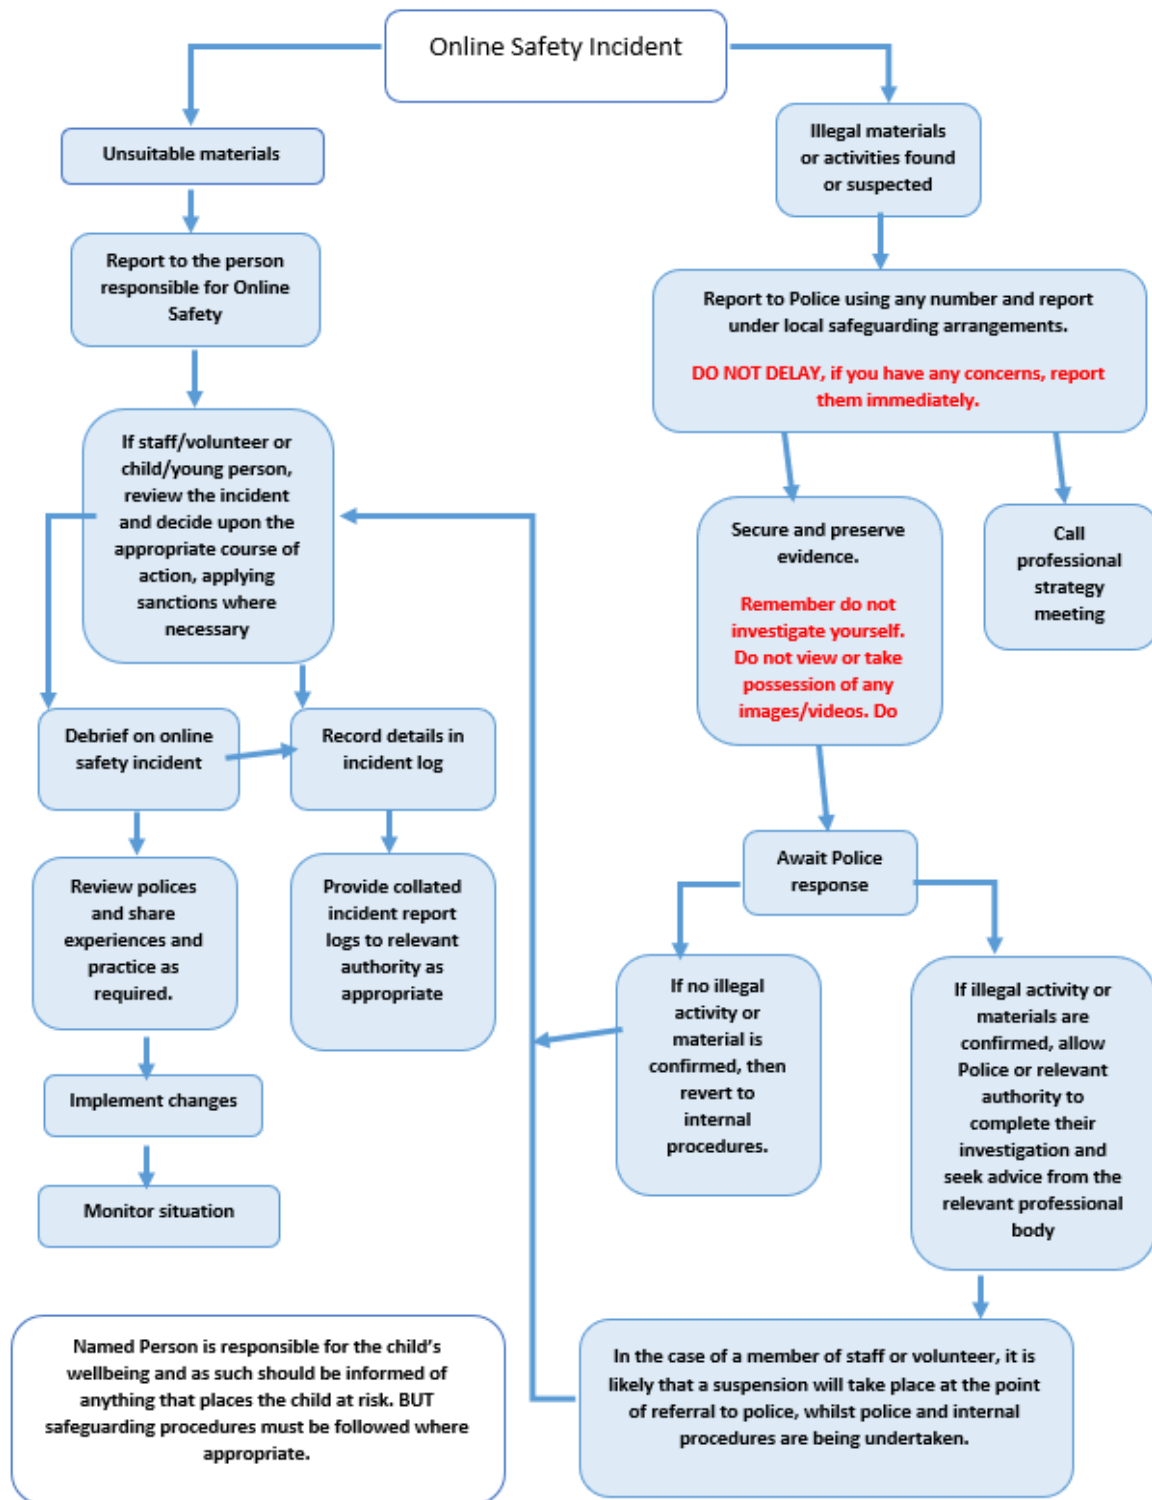 Online Safety Incident
Unsuitable materials
Illegal materials
or activities found
or suspected
Report to the person
responsible for Online
Safety
Report to Police using any number and report
under local safeguarding arrangements.
DO NOT DELAY, if you have any concerns, report
them immediately.
If staff/volunteer or
child/young person,
review the incident
and decide upon the
appropriate course of
action, applying
sanctions where
necessary
Secure and preserve
evidence.
Remember do not
investigate yourself.
Do not view or take
possession of any
images/videos. Do
Call
professional
strategy
meeting
Debrief on online
safety incident
Record details in
incident log
Review polices
and share
experiences and
practice as
required.
Provide collated
incident report
logs to relevant
authority as
appropriate
Await Police
response
If no illegal
activity or
material is
confirmed, then
revert to
internal
procedures.
If illegal activity or
materials are
confirmed, allow
Police or relevant
authority to
complete their
investigation and
seek advice from the
relevant professional
body
Implement changes
Monitor situation
Named Person is responsible for the child’s
wellbeing and as such should be informed of
anything that places the child at risk. BUT
safeguarding procedures must be followed where
appropriate.
In the case of a member of staff or volunteer, it is
likely that a suspension will take place at the point
of referral to police, whilst police and internal
procedures are being undertaken.